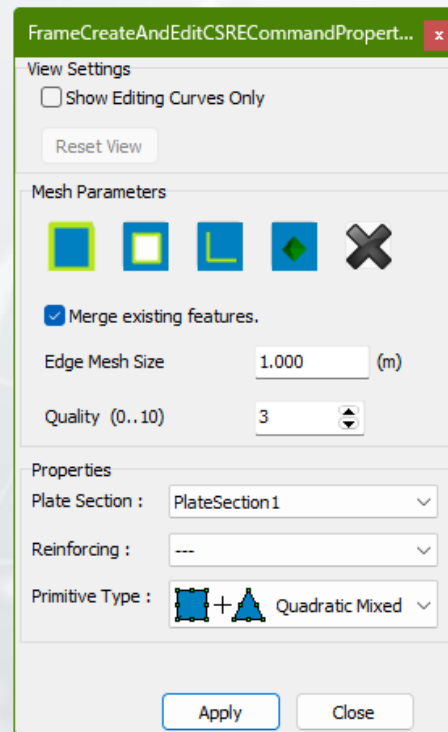 FrameCreateAndEditCSRECommandPropert...
x
View Settings
Show Editing Curves Only
Reset View
Mesh Parameters
Merge existing features.
Edge Mesh Size 1.000 (m)
Quality (0..10) 3
Properties
Plate Section : PlateSection1
Reinforcing : ---
Primitive Type : + Quadratic Mixed
Apply Close